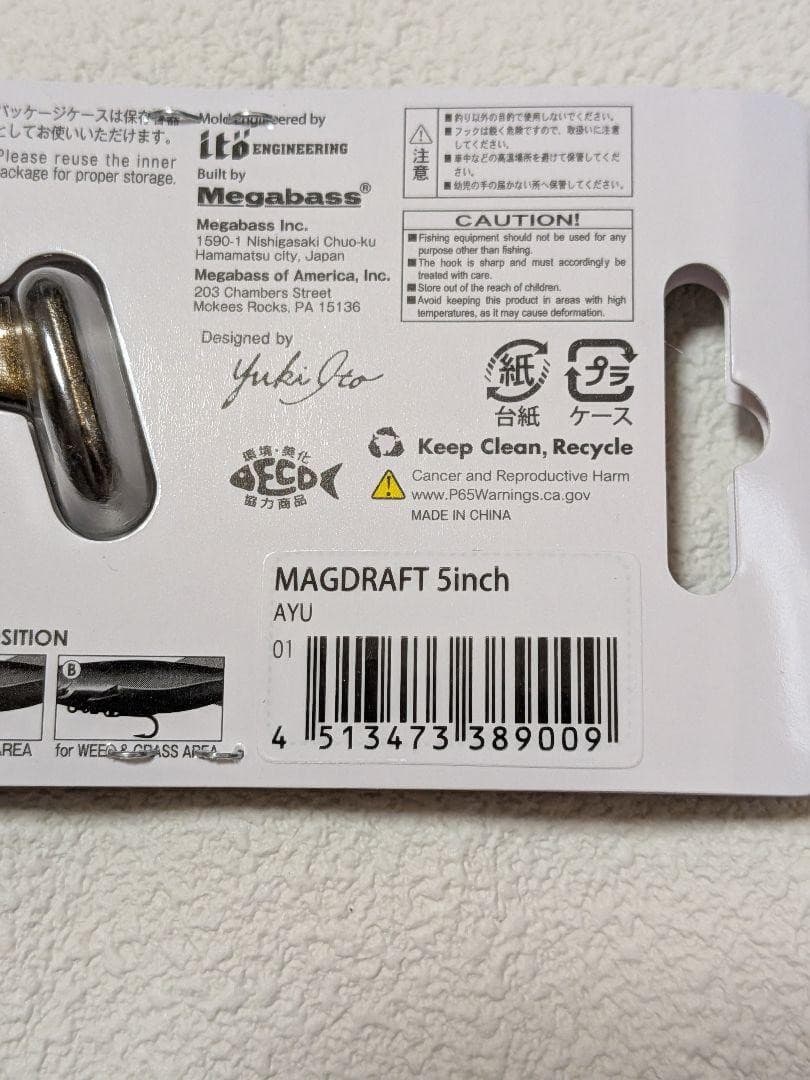 パッケージケースは保存容器
としてお使いいただけます。
Please reuse the inner
package for proper storage.
Mold engineered by
itö ENGINEERING
Built by
Megabass®
Megabass Inc.
1590-1 Nishigasaki Chuo-ku
Hamamatsu city, Japan
Megabass of America, Inc.
203 Chambers Street
Mckees Rocks, PA 15136
Designed by
Yuki Ito
注意
■釣り以外の目的で使用しないでください。
■フックは鋭く危険ですので、取扱いに注意
してください。
■車中などの高温場所を避けて保管してくだ
さい。
■幼児の手の届かない所へ保管してください。
CAUTION!
■Fishing equipment should not be used for any
purpose other than fishing.
■The hook is sharp and must accordingly be
treated with care.
■Store out of the reach of children.
■Avoid keeping this product in areas with high
temperatures, as it may cause deformation.
紙
台紙
プラ
ケース
環境・美化
ECO
協力商品
Keep Clean, Recycle
Cancer and Reproductive Harm
www.P65Warnings.ca.gov
MADE IN CHINA
MAGDRAFT 5inch
AYU
01
4 513473 389009
SITION
B
AREA
for WEED & GRASS AREA